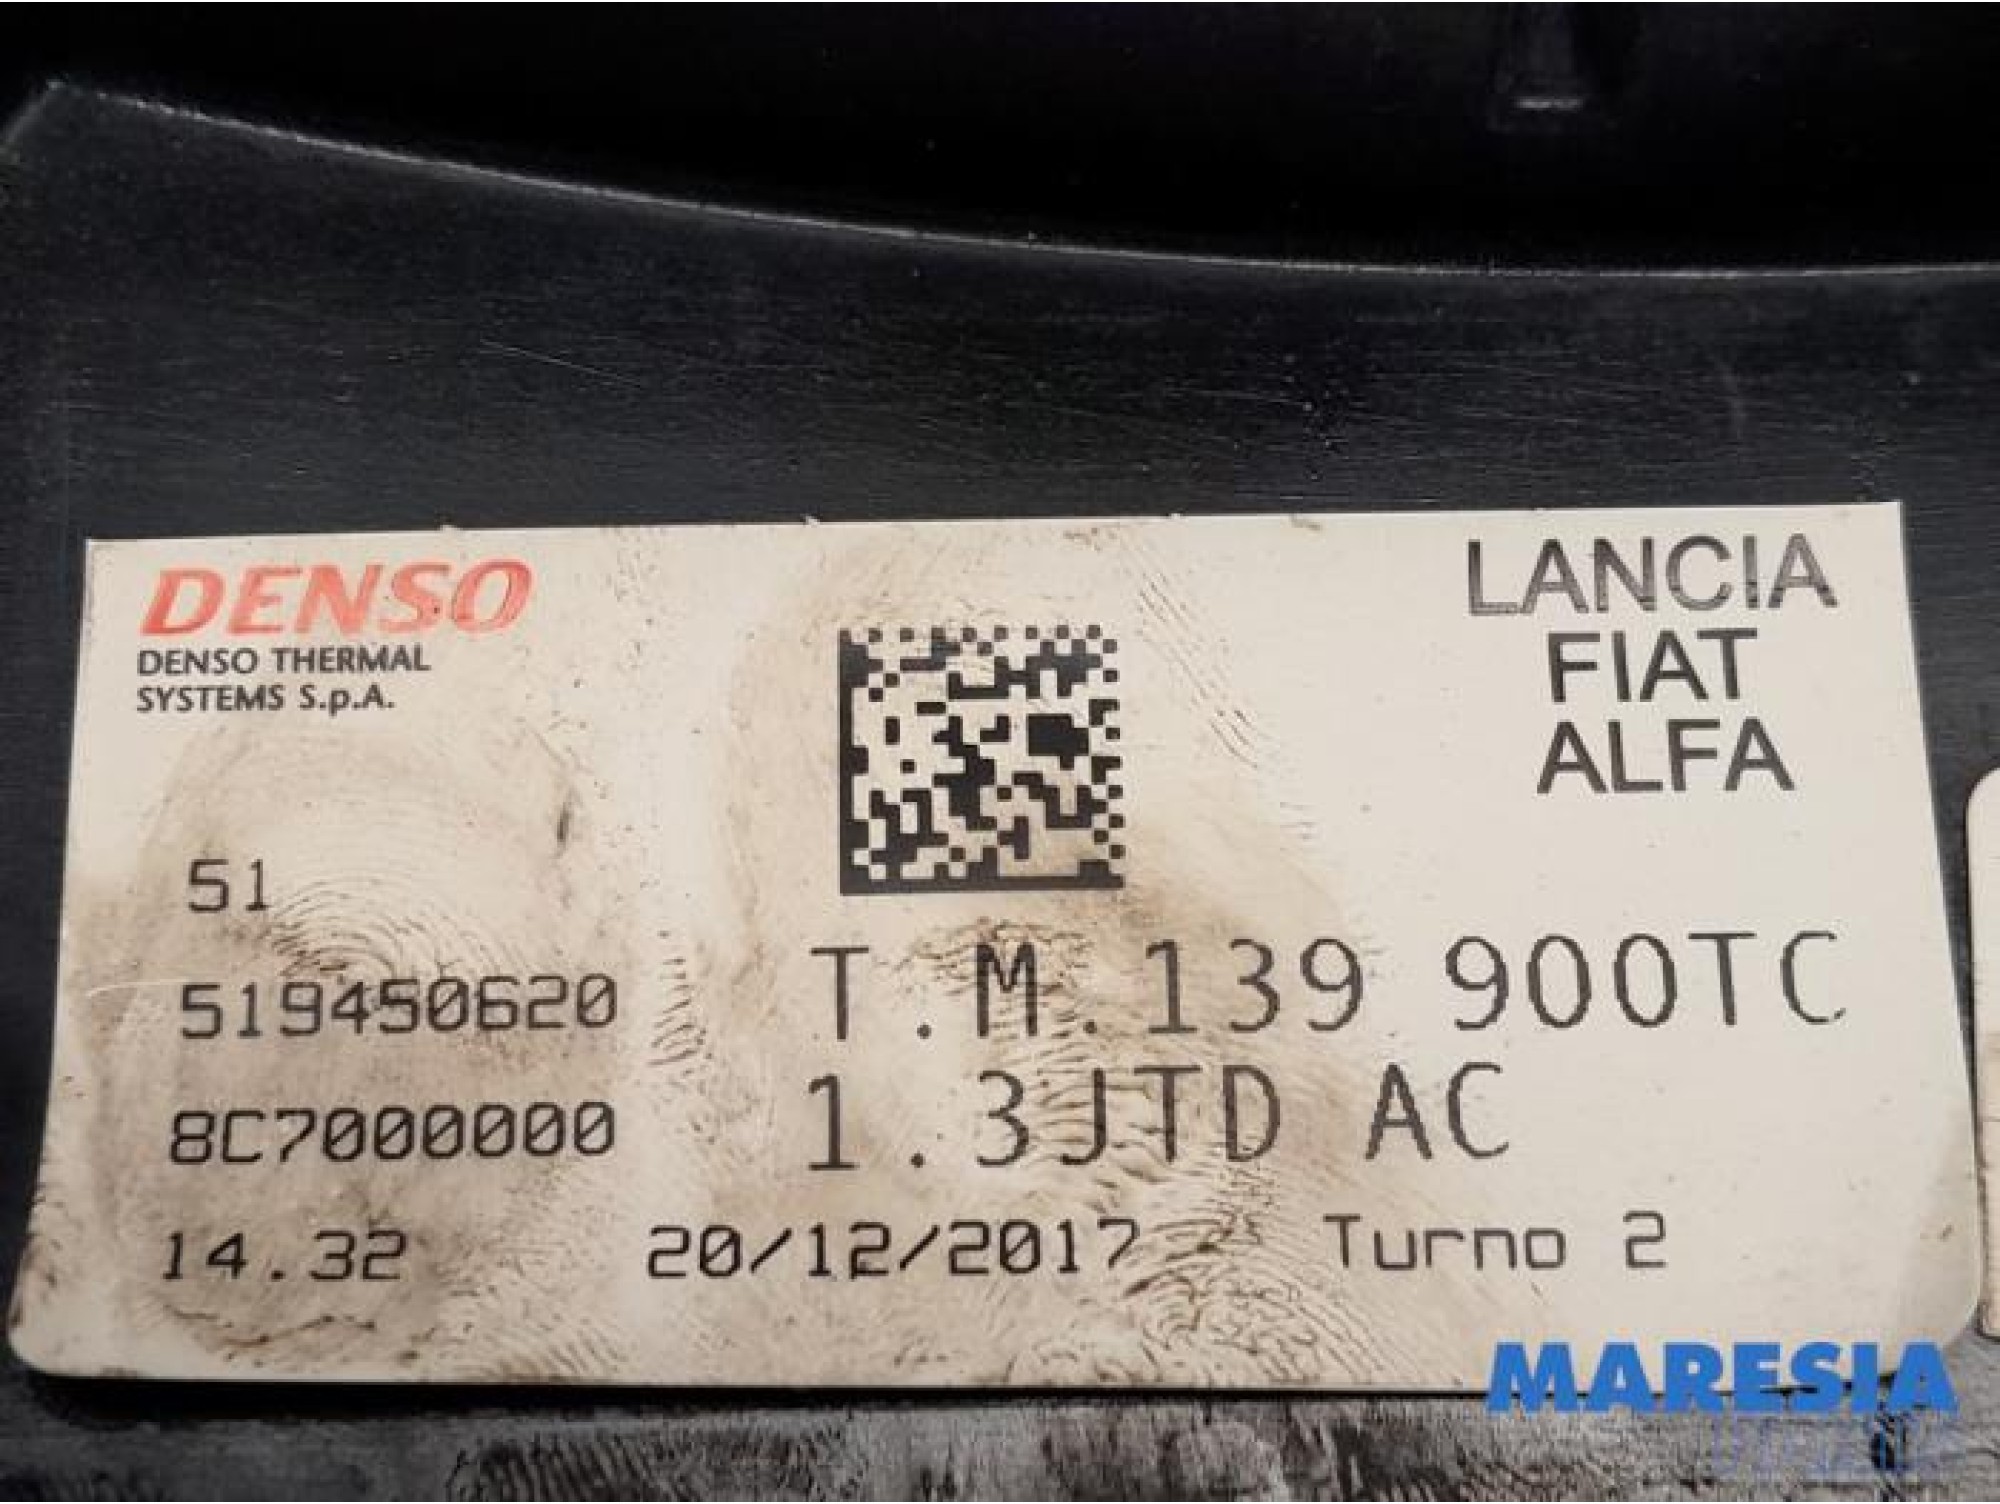 DENSO
DENSO THERMAL
SYSTEMS S.p.A.
LANCIA
FIAT
ALFA
51
519450620
T.M.139 900TC
8C7000000
1.3JTD AC
14.32 20/12/2017 Turno 2
MARESIA